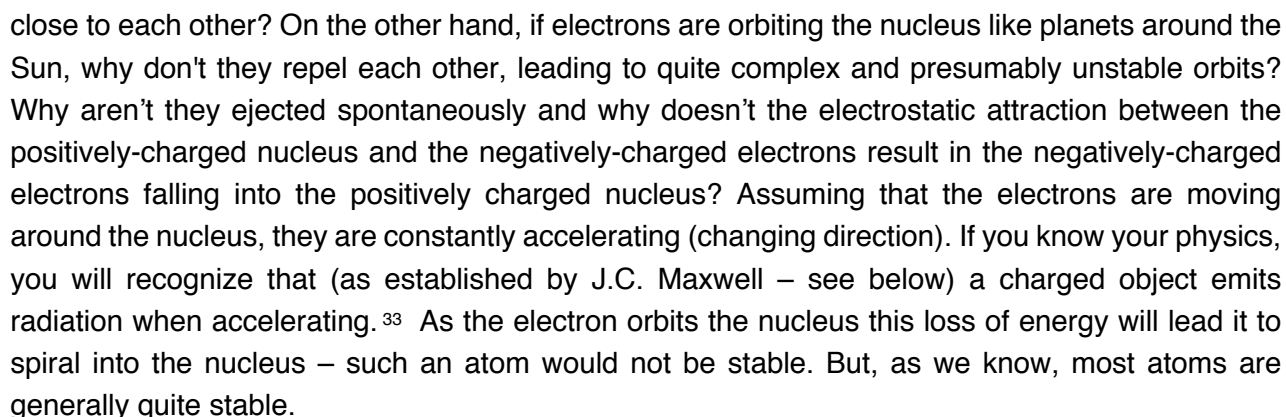 close to each other? On the other hand, if electrons are orbiting the nucleus like planets around the
Sun, why don't they repel each other, leading to quite complex and presumably unstable orbits?
Why aren’t they ejected spontaneously and why doesn’t the electrostatic attraction between the
positively-charged nucleus and the negatively-charged electrons result in the negatively-charged
electrons falling into the positively charged nucleus? Assuming that the electrons are moving
around the nucleus, they are constantly accelerating (changing direction). If you know your physics,
you will recognize that (as established by J.C. Maxwell – see below) a charged object emits
radiation when accelerating. 33 As the electron orbits the nucleus this loss of energy will lead it to
spiral into the nucleus – such an atom would not be stable. But, as we know, most atoms are
generally quite stable.